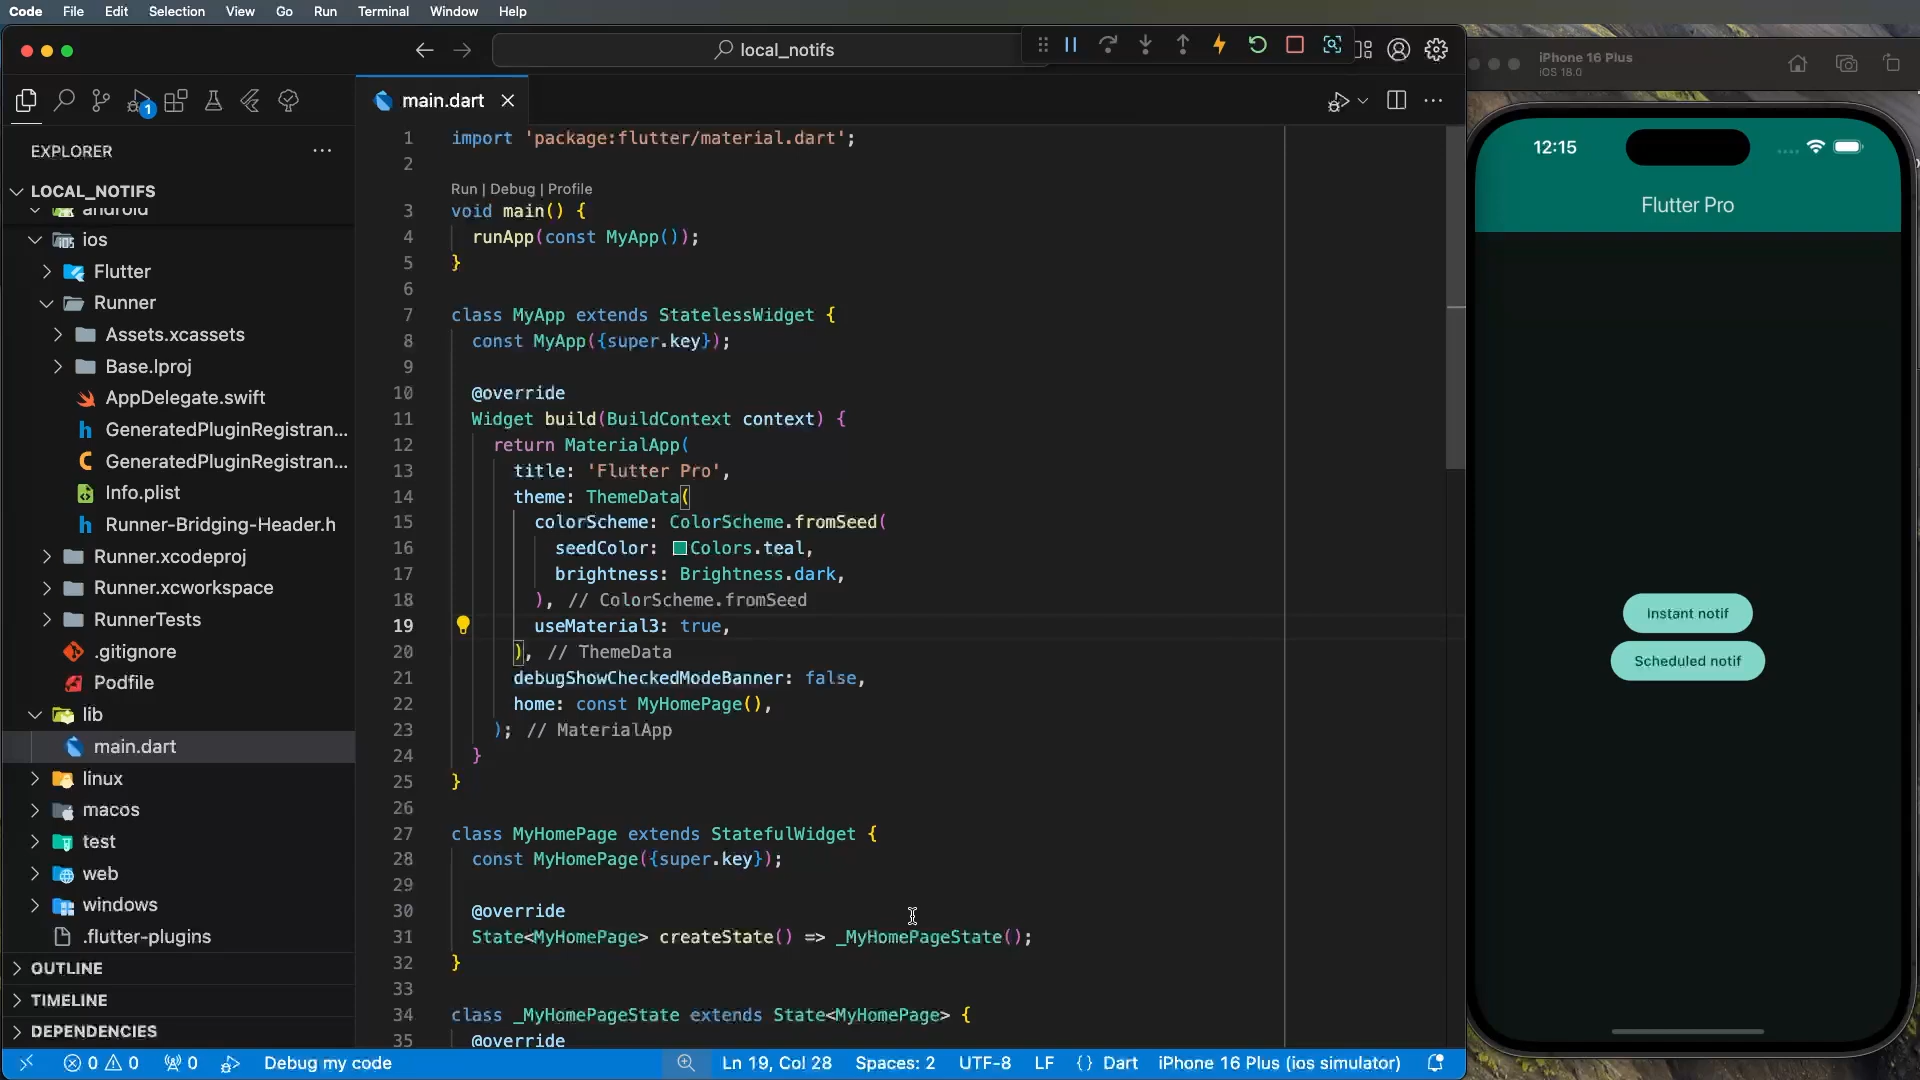 Code File Edit Selection View Go Run Terminal Window Help
local_notifs
1
main.dart
EXPLORER
LOCAL_NOTIFS
android
ios
Flutter
Runner
Assets.xcassets
Base.lproj
AppDelegate.swift
GeneratedPluginRegistran...
GeneratedPluginRegistran...
Info.plist
Runner-Bridging-Header.h
Runner.xcodeproj
Runner.xcworkspace
RunnerTests
.gitignore
Podfile
lib
main.dart
linux
macos
test
web
windows
.flutter-plugins
OUTLINE
TIMELINE
DEPENDENCIES
1 import 'package:flutter/material.dart';
2
Run | Debug | Profile
3 void main() {
4 runApp(const MyApp());
5 }
6
7 class MyApp extends StatelessWidget {
8 const MyApp({super.key});
9
10 @override
11 Widget build(BuildContext context) {
12 return MaterialApp(
13 title: 'Flutter Pro',
14 theme: ThemeData(
15 colorScheme: ColorScheme.fromSeed(
16 seedColor: Colors.teal,
17 brightness: Brightness.dark,
18 ), // ColorScheme.fromSeed
19 useMaterial3: true,
20 ), // ThemeData
21 debugShowCheckedModeBanner: false,
22 home: const MyHomePage(),
23 ); // MaterialApp
24 }
25 }
26
27 class MyHomePage extends StatefulWidget {
28 const MyHomePage({super.key});
29
30 @override
31 State<MyHomePage> createState() => _MyHomePageState();
32 }
33
34 class _MyHomePageState extends State<MyHomePage> {
35 @override
iPhone 16 Plus
iOS 18.0
12:15
Flutter Pro
Instant notif
Scheduled notif
0 0 0 Debug my code Ln 19, Col 28 Spaces: 2 UTF-8 LF {} Dart iPhone 16 Plus (ios simulator)